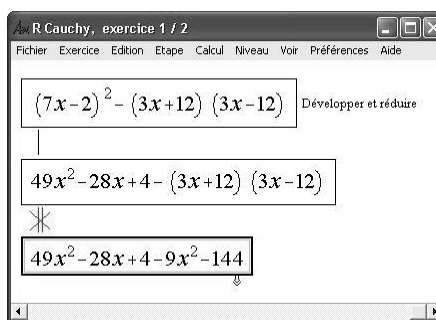 R Cauchy, exercice 1 / 2
Fichier Exercice Edition Etape Calcul Niveau Voir Préférences Aide
(7x−2)² − (3x+12) (3x−12) Développer et réduire
49x²−28x+4− (3x+12) (3x−12)
49x²−28x+4−9x²−144